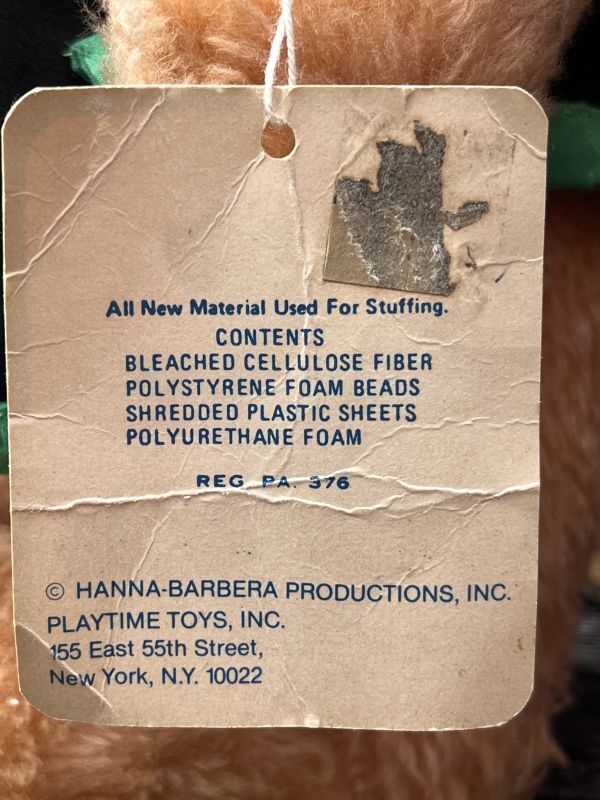 All New Material Used For Stuffing.
CONTENTS
BLEACHED CELLULOSE FIBER
POLYSTYRENE FOAM BEADS
SHREDDED PLASTIC SHEETS
POLYURETHANE FOAM
REG PA. 376
© HANNA-BARBERA PRODUCTIONS, INC.
PLAYTIME TOYS, INC.
155 East 55th Street,
New York, N.Y. 10022